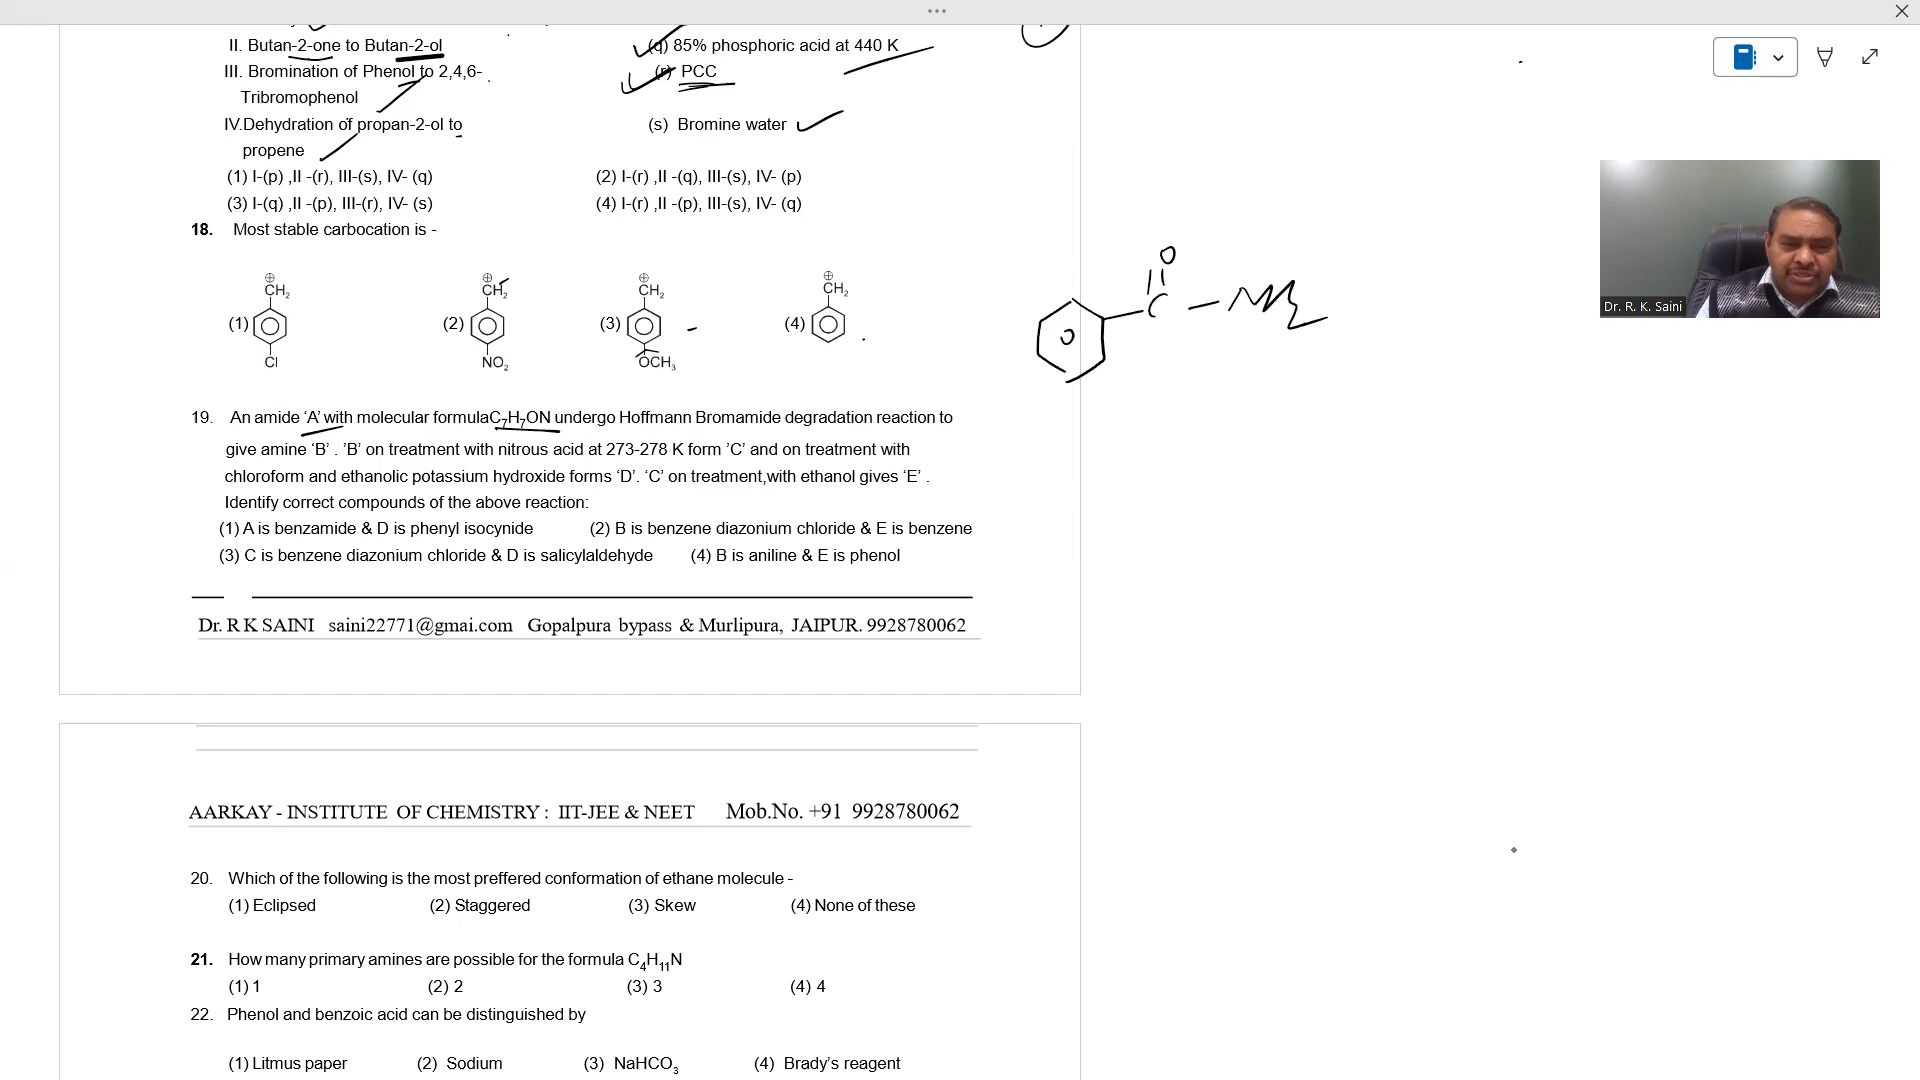 II. Butan-2-one to Butan-2-ol (q) 85% phosphoric acid at 440 K
III. Bromination of Phenol to 2,4,6- (r) PCC
Tribromophenol
IV.Dehydration of propan-2-ol to (s) Bromine water
propene
(1) I-(p) ,II -(r), III-(s), IV- (q) (2) I-(r) ,II -(q), III-(s), IV- (p)
(3) I-(q) ,II -(p), III-(r), IV- (s) (4) I-(r) ,II -(p), III-(s), IV- (q)
18. Most stable carbocation is -
⊕ ⊕ ⊕ ⊕
CH₂ CH₂ CH₂ CH₂
(1) (2) (3) (4)
Cl NO₂ OCH₃
O
C
Dr. R. K. Saini
19. An amide ‘A’ with molecular formulaC₇H₇ON undergo Hoffmann Bromamide degradation reaction to
give amine ‘B’ . ’B’ on treatment with nitrous acid at 273-278 K form ’C’ and on treatment with
chloroform and ethanolic potassium hydroxide forms ‘D’. ‘C’ on treatment,with ethanol gives ‘E’ .
Identify correct compounds of the above reaction:
(1) A is benzamide & D is phenyl isocynide (2) B is benzene diazonium chloride & E is benzene
(3) C is benzene diazonium chloride & D is salicylaldehyde (4) B is aniline & E is phenol
Dr. R K SAINI saini22771@gmai.com Gopalpura bypass & Murlipura, JAIPUR. 9928780062
AARKAY - INSTITUTE OF CHEMISTRY : IIT-JEE & NEET Mob.No. +91 9928780062
20. Which of the following is the most preffered conformation of ethane molecule -
(1) Eclipsed (2) Staggered (3) Skew (4) None of these
21. How many primary amines are possible for the formula C₄H₁₁N
(1) 1 (2) 2 (3) 3 (4) 4
22. Phenol and benzoic acid can be distinguished by
(1) Litmus paper (2) Sodium (3) NaHCO₃ (4) Brady’s reagent